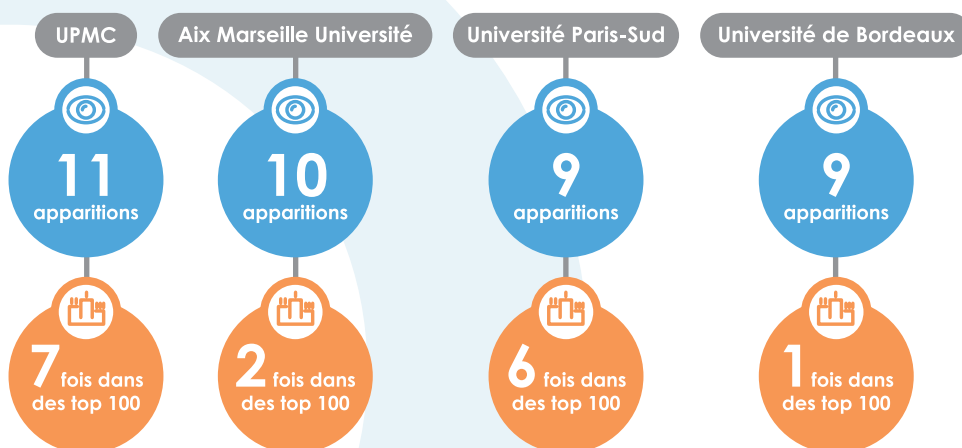 UPMC
Aix Marseille Université
Université Paris-Sud
Université de Bordeaux
11
apparitions
10
apparitions
9
apparitions
9
apparitions
7 fois dans
des top 100
2 fois dans
des top 100
6 fois dans
des top 100
1 fois dans
des top 100